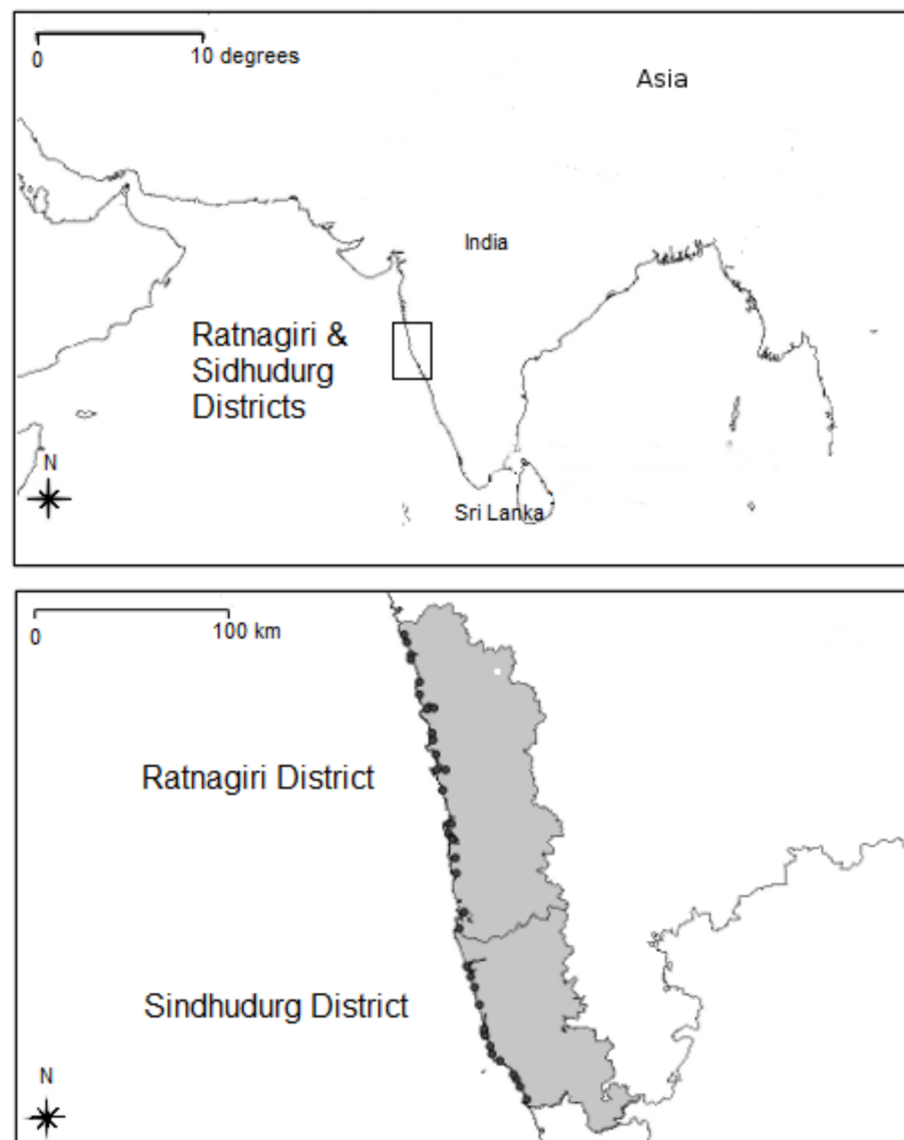 0 10 degrees
Asia
India
Ratnagiri &
Sidhudurg
Districts
N
Sri Lanka
0 100 km
Ratnagiri District
Sindhudurg District
N